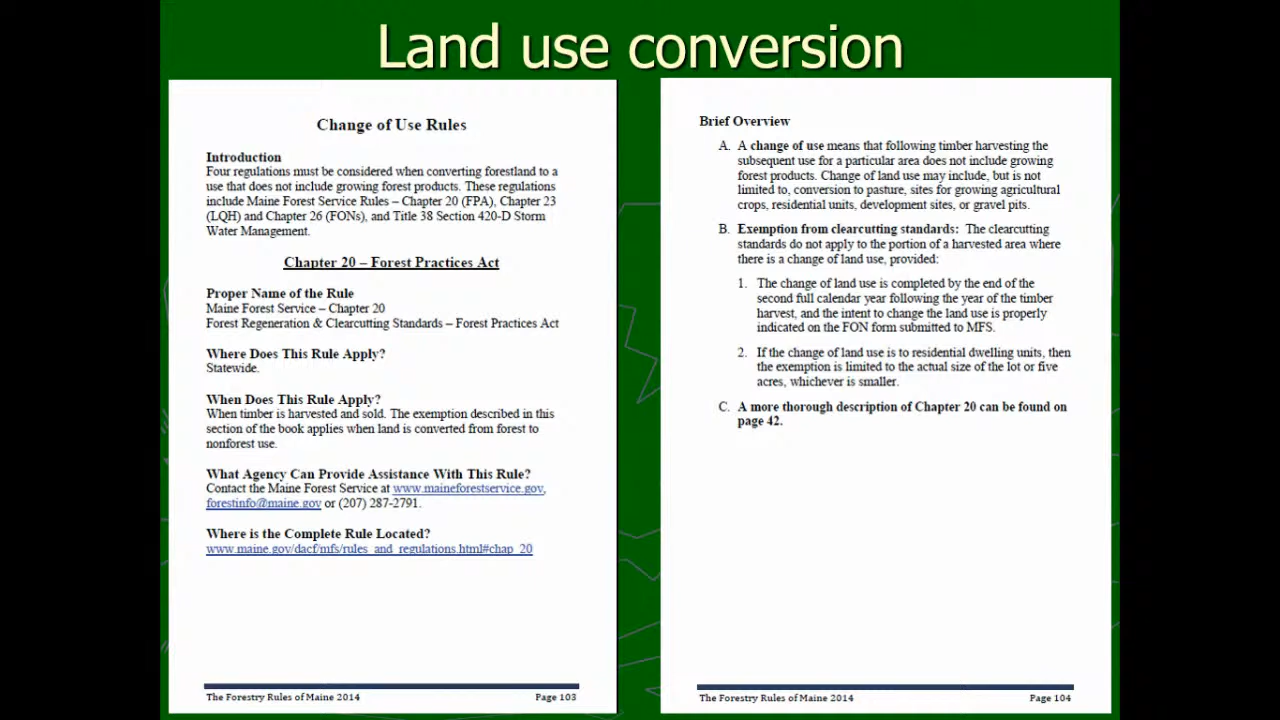 Land use conversion
Change of Use Rules
Introduction
Four regulations must be considered when converting forestland to a
use that does not include growing forest products. These regulations
include Maine Forest Service Rules – Chapter 20 (FPA), Chapter 23
(LQH) and Chapter 26 (FONs), and Title 38 Section 420-D Storm
Water Management.
Chapter 20 – Forest Practices Act
Proper Name of the Rule
Maine Forest Service – Chapter 20
Forest Regeneration & Clearcutting Standards – Forest Practices Act
Where Does This Rule Apply?
Statewide.
When Does This Rule Apply?
When timber is harvested and sold. The exemption described in this
section of the book applies when land is converted from forest to
nonforest use.
What Agency Can Provide Assistance With This Rule?
Contact the Maine Forest Service at www.maineforestservice.gov,
forestinfo@maine.gov or (207) 287-2791.
Where is the Complete Rule Located?
www.maine.gov/dacf/mfs/rules_and_regulations.html#chap_20
The Forestry Rules of Maine 2014 Page 103
Brief Overview
A. A change of use means that following timber harvesting the
subsequent use for a particular area does not include growing
forest products. Change of land use may include, but is not
limited to, conversion to pasture, sites for growing agricultural
crops, residential units, development sites, or gravel pits.
B. Exemption from clearcutting standards: The clearcutting
standards do not apply to the portion of a harvested area where
there is a change of land use, provided:
1. The change of land use is completed by the end of the
second full calendar year following the year of the timber
harvest, and the intent to change the land use is properly
indicated on the FON form submitted to MFS.
2. If the change of land use is to residential dwelling units, then
the exemption is limited to the actual size of the lot or five
acres, whichever is smaller.
C. A more thorough description of Chapter 20 can be found on
page 42.
The Forestry Rules of Maine 2014 Page 104